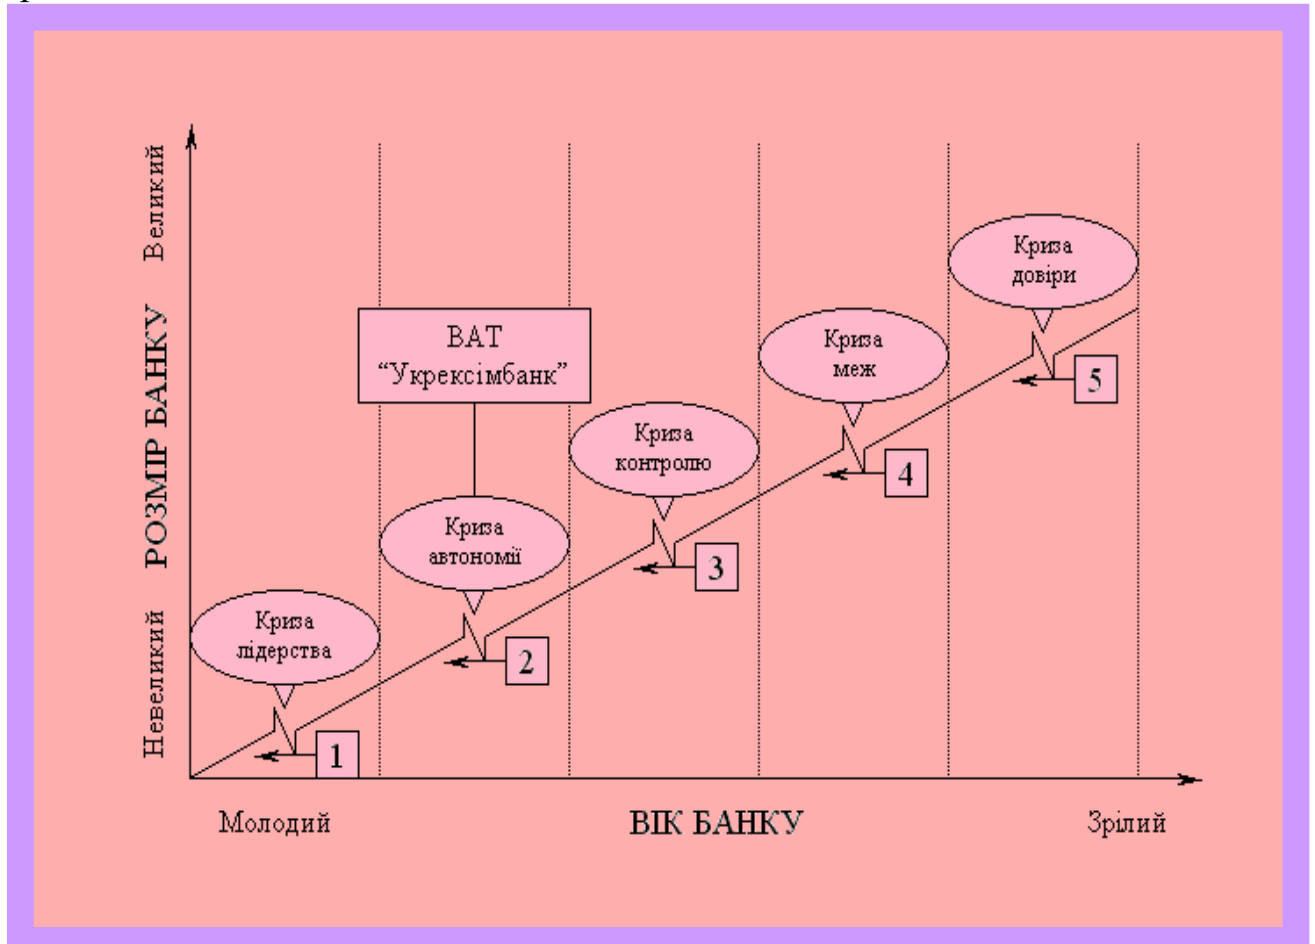 Великий
РОЗМІР БАНКУ
Невеликий
Криза
довіри
5
Криза
меж
4
ВАТ
“Укрексімбанк”
Криза
контролю
3
Криза
автономії
2
Криза
лідерства
1
Молодий
ВІК БАНКУ
Зрілий